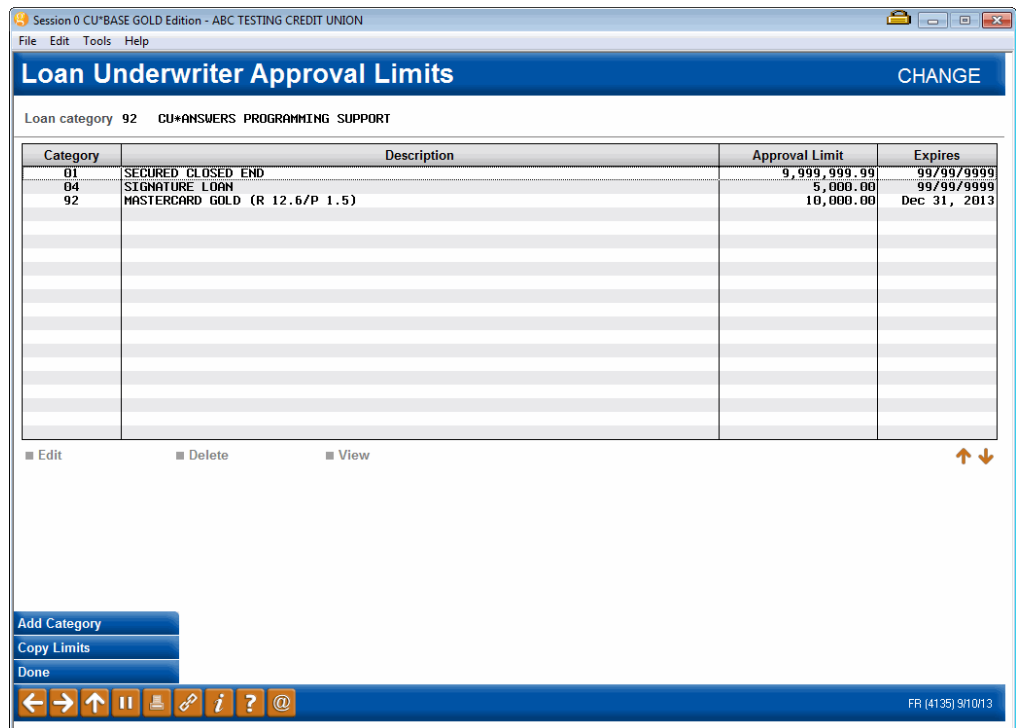 Session 0 CU*BASE GOLD Edition - ABC TESTING CREDIT UNION
File Edit Tools Help
Loan Underwriter Approval Limits CHANGE
Loan category 92 CU*ANSWERS PROGRAMMING SUPPORT
Category Description Approval Limit Expires
01 SECURED CLOSED END 9,999,999.99 99/99/9999
04 SIGNATURE LOAN 5,000.00 99/99/9999
92 MASTERCARD GOLD (R 12.6/P 1.5) 10,000.00 Dec 31, 2013
Edit Delete View
Add Category
Copy Limits
Done
i ? @ FR (4135) 9/10/13